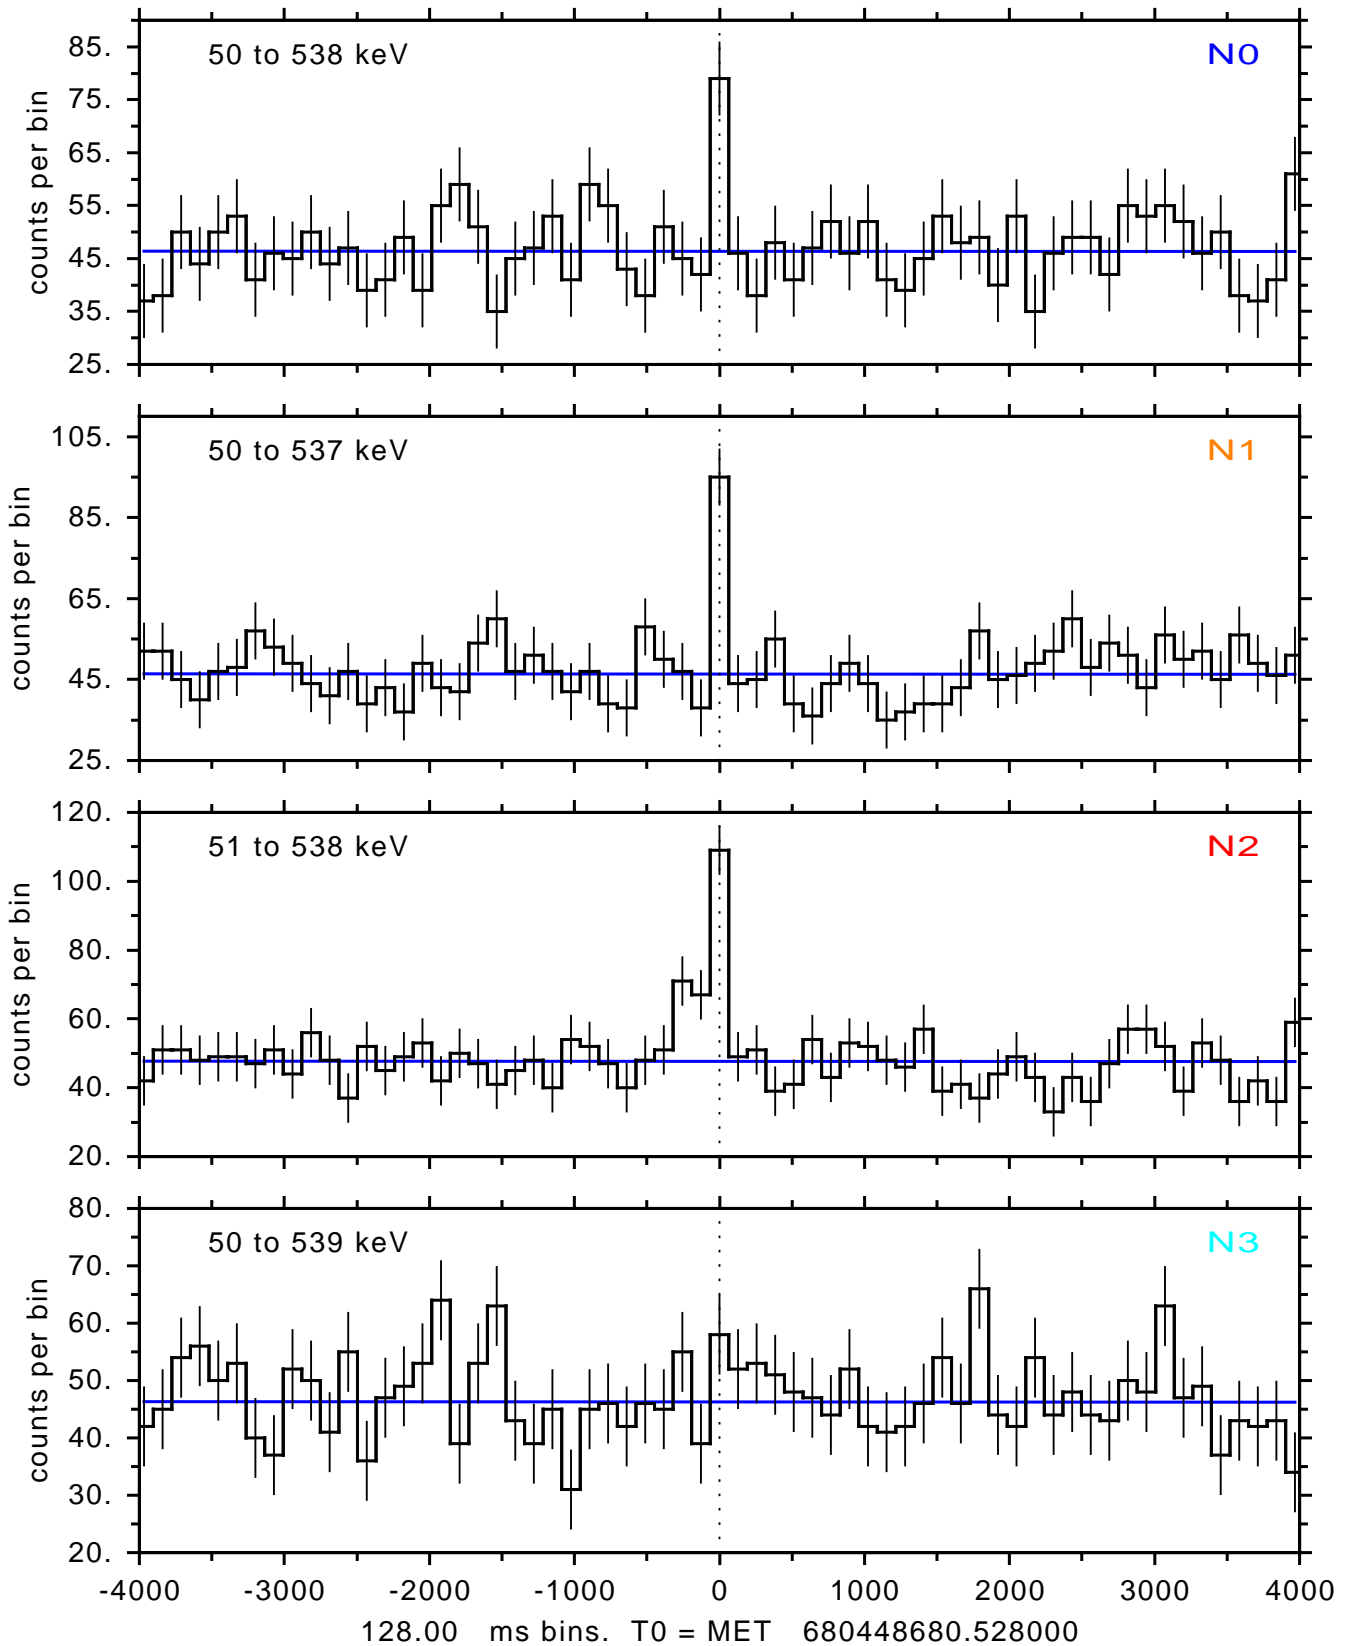 50 to 538 keV N0
85.
75.
65.
55.
45.
35.
25.
counts per bin
50 to 537 keV N1
105.
85.
65.
45.
25.
counts per bin
51 to 538 keV N2
120.
100.
80.
60.
40.
20.
counts per bin
50 to 539 keV N3
80.
70.
60.
50.
40.
30.
20.
counts per bin
-4000 -3000 -2000 -1000 0 1000 2000 3000 4000
128.00 ms bins. T0 = MET 680448680.528000